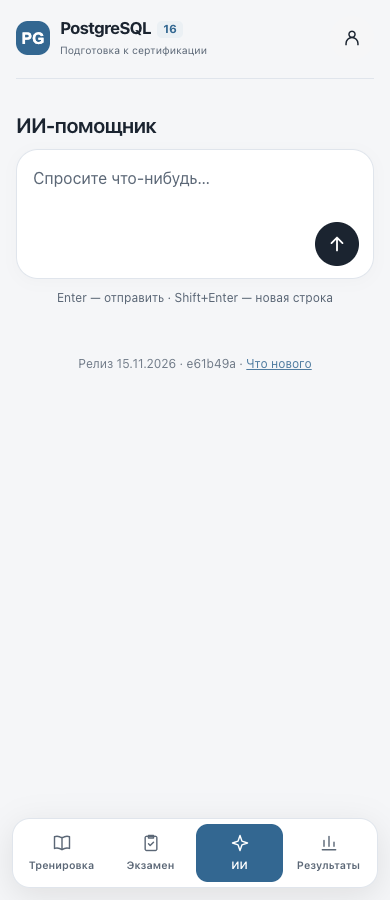 PG
PostgreSQL 16
Подготовка к сертификации
ИИ-помощник
Спросите что-нибудь...
Enter — отправить · Shift+Enter — новая строка
Релиз 15.11.2026 · e61b49a · Что нового
Тренировка Экзамен ИИ Результаты